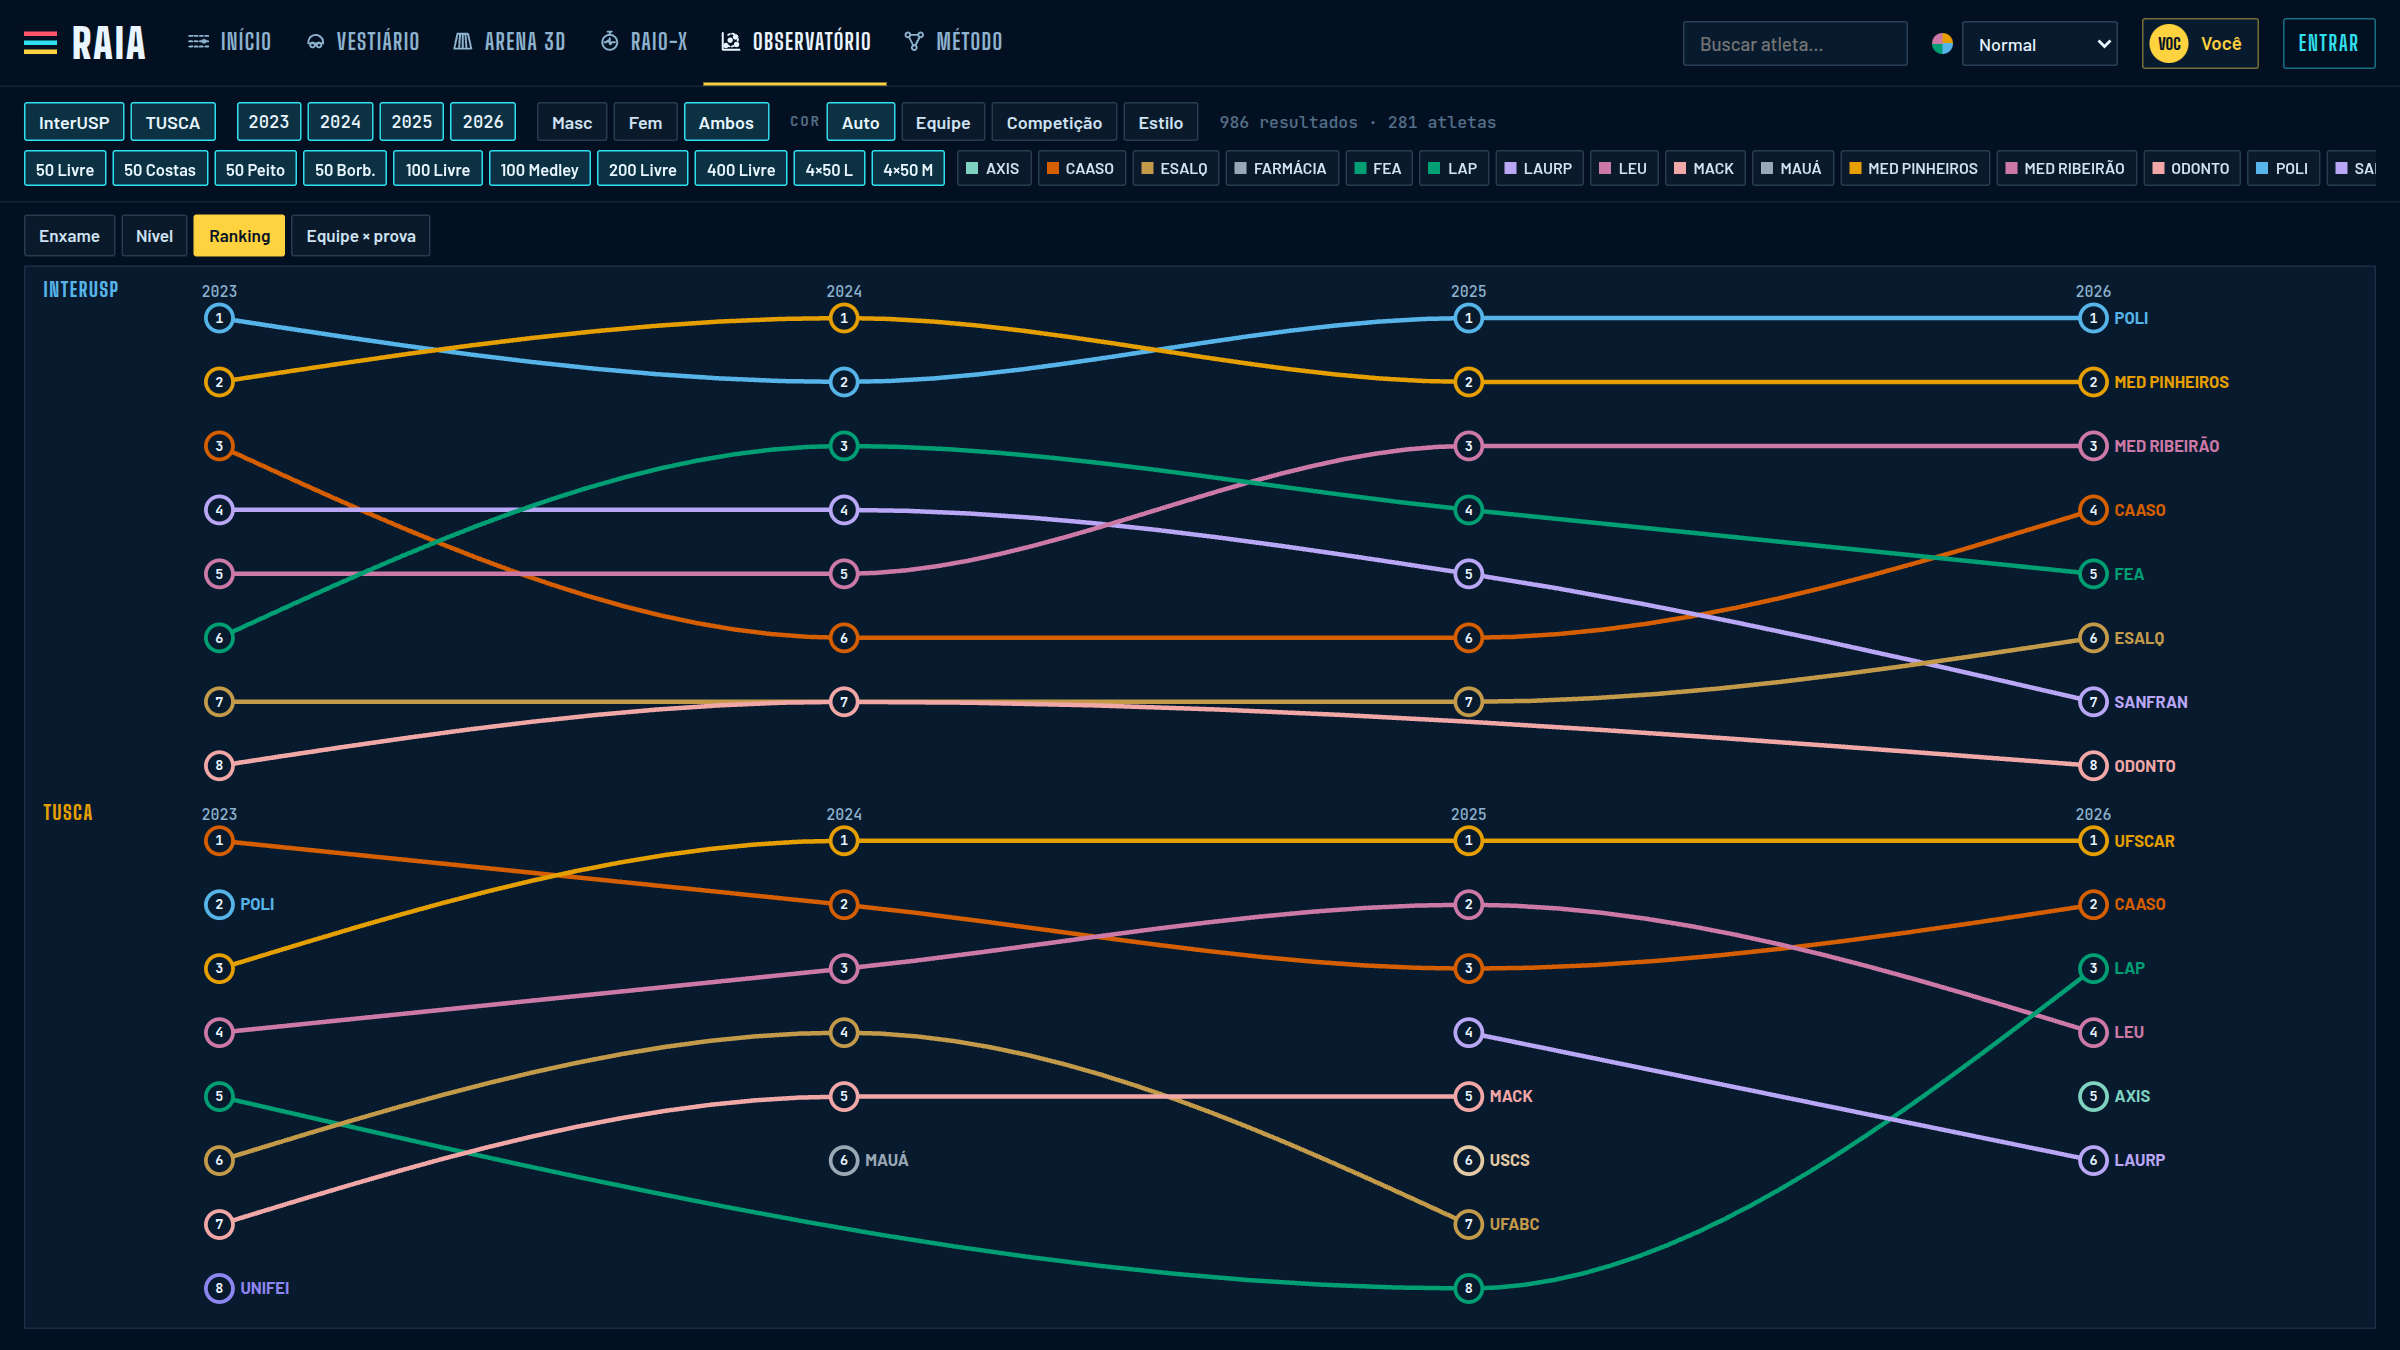 RAIA INÍCIO VESTIÁRIO ARENA 3D RAIO-X OBSERVATÓRIO MÉTODO Buscar atleta... Normal VOC Você ENTRAR
InterUSP TUSCA 2023 2024 2025 2026 Masc Fem Ambos COR Auto Equipe Competição Estilo 986 resultados · 281 atletas
50 Livre 50 Costas 50 Peito 50 Borb. 100 Livre 100 Medley 200 Livre 400 Livre 4×50 L 4×50 M AXIS CAASO ESALQ FARMÁCIA FEA LAP LAURP LEU MACK MAUÁ MED PINHEIROS MED RIBEIRÃO ODONTO POLI SA
Enxame Nível Ranking Equipe × prova
INTERUSP 2023 2024 2025 2026
1 1 1 1 POLI
2 2 2 2 MED PINHEIROS
3 3 3 3 MED RIBEIRÃO
4 4 4 4 CAASO
5 5 5 5 FEA
6 6 6 6 ESALQ
7 7 7 7 SANFRAN
8 8 ODONTO
TUSCA 2023 2024 2025 2026
1 1 1 1 UFSCAR
2 POLI 2 2 2 CAASO
3 3 3 3 LAP
4 4 4 4 LEU
5 5 5 MACK 5 AXIS
6 6 MAUÁ 6 USCS 6 LAURP
7 7 UFABC
8 UNIFEI 8